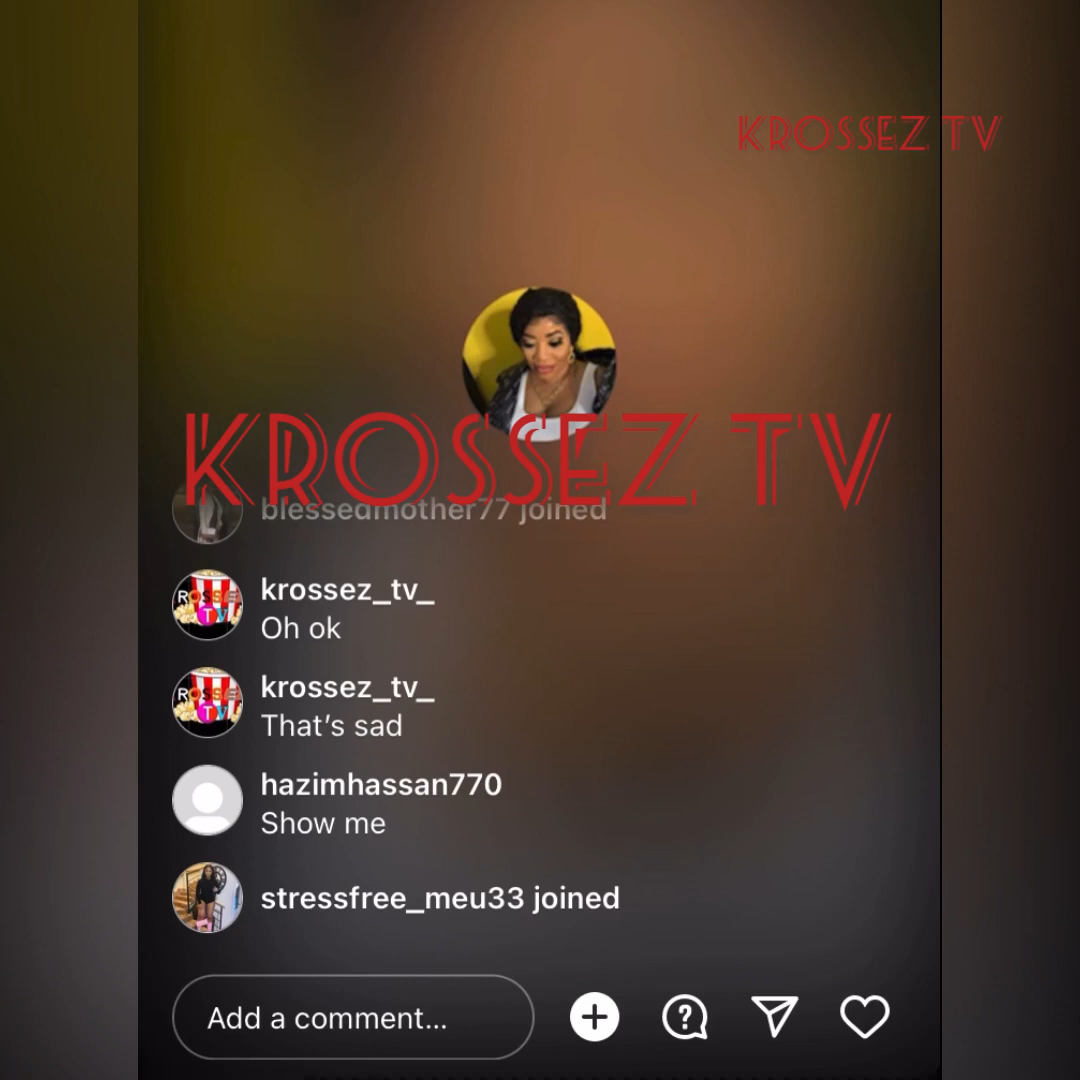 KROSSEZ TV
KROSSEZ TV
blessedmother77 joined
krossez_tv_
Oh ok
krossez_tv_
That’s sad
hazimhassan770
Show me
stressfree_meu33 joined
Add a comment...